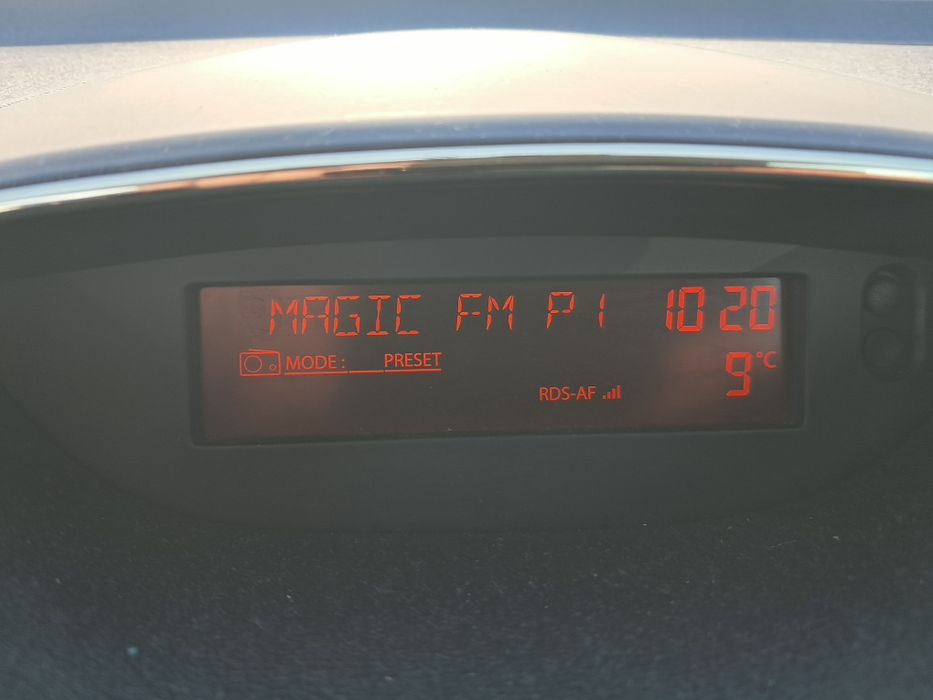 MAGIC FM P1 10 20
MODE: PRESET 9°C
RDS-AF